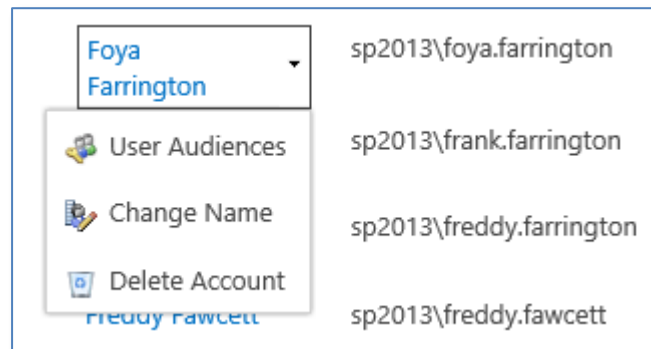 Foya
Farrington
sp2013\foya.farrington
User Audiences
sp2013\frank.farrington
Change Name
sp2013\freddy.farrington
Delete Account
Freddy Fawcett
sp2013\freddy.fawcett